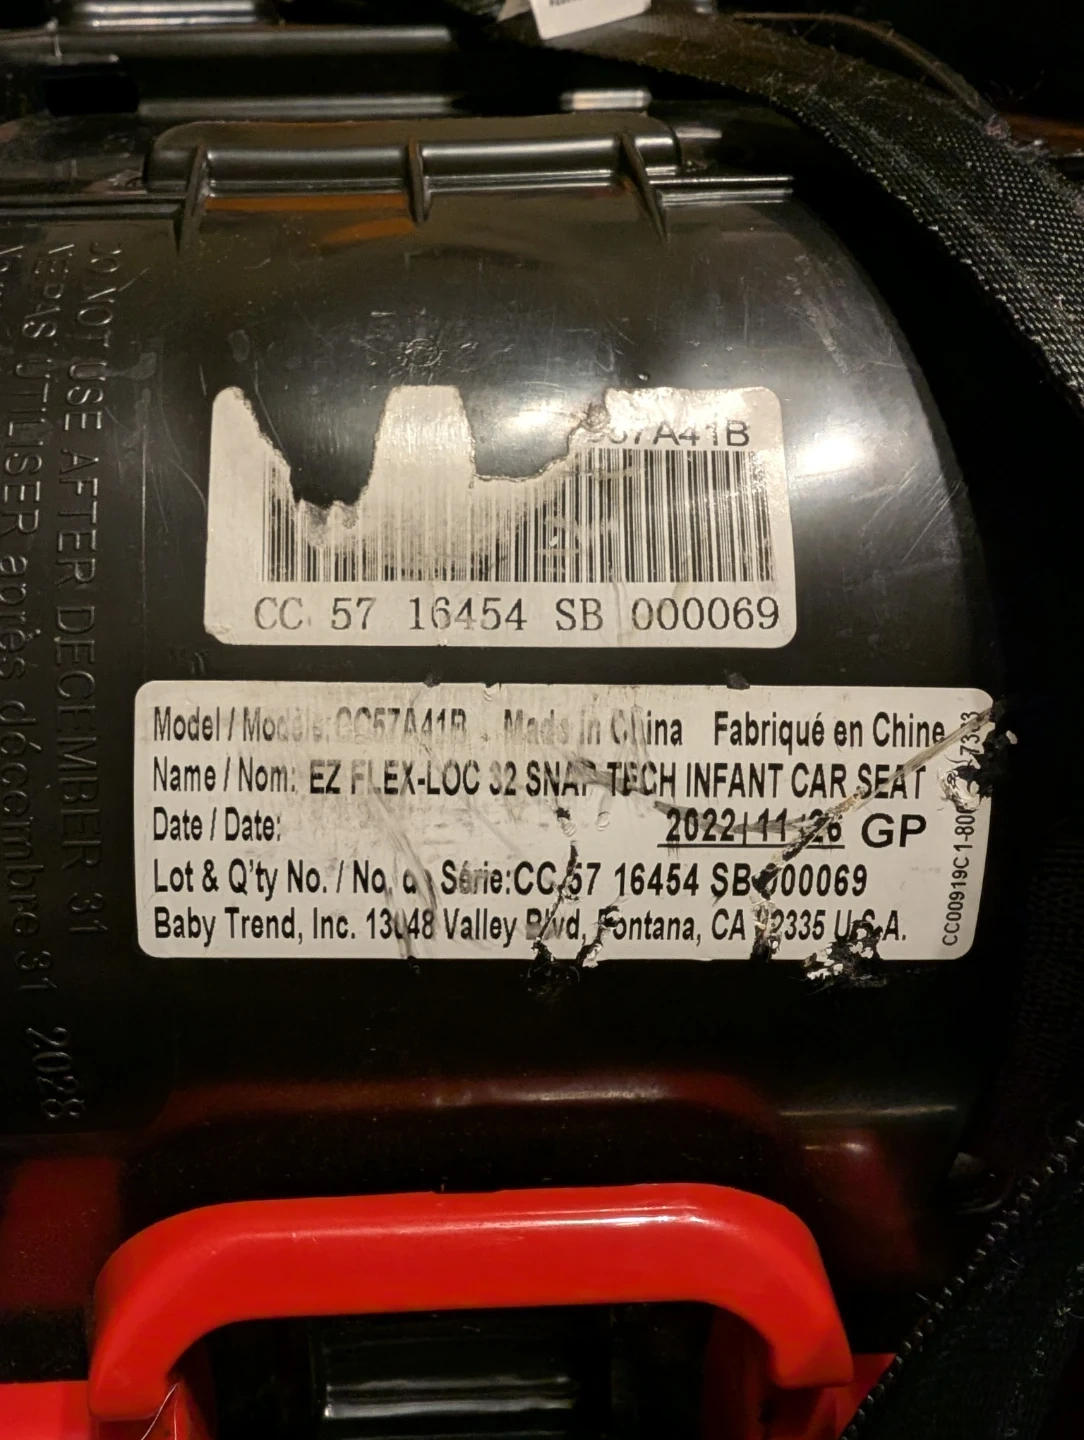 DO NOT USE AFTER DECEMBER 31 2028
NE PAS UTILISER après décembre 31 2028
57A41B
CC 57 16454 SB 000069
Model / Modèle: CC57A41B Made in China Fabriqué en Chine
Name / Nom: EZ FLEX-LOC 32 SNAP TECH INFANT CAR SEAT
Date / Date: 2022 11 26 GP
Lot & Q'ty No. / No. de Série: CC 57 16454 SB 000069
Baby Trend, Inc. 13048 Valley Blvd, Fontana, CA 92335 U.S.A.